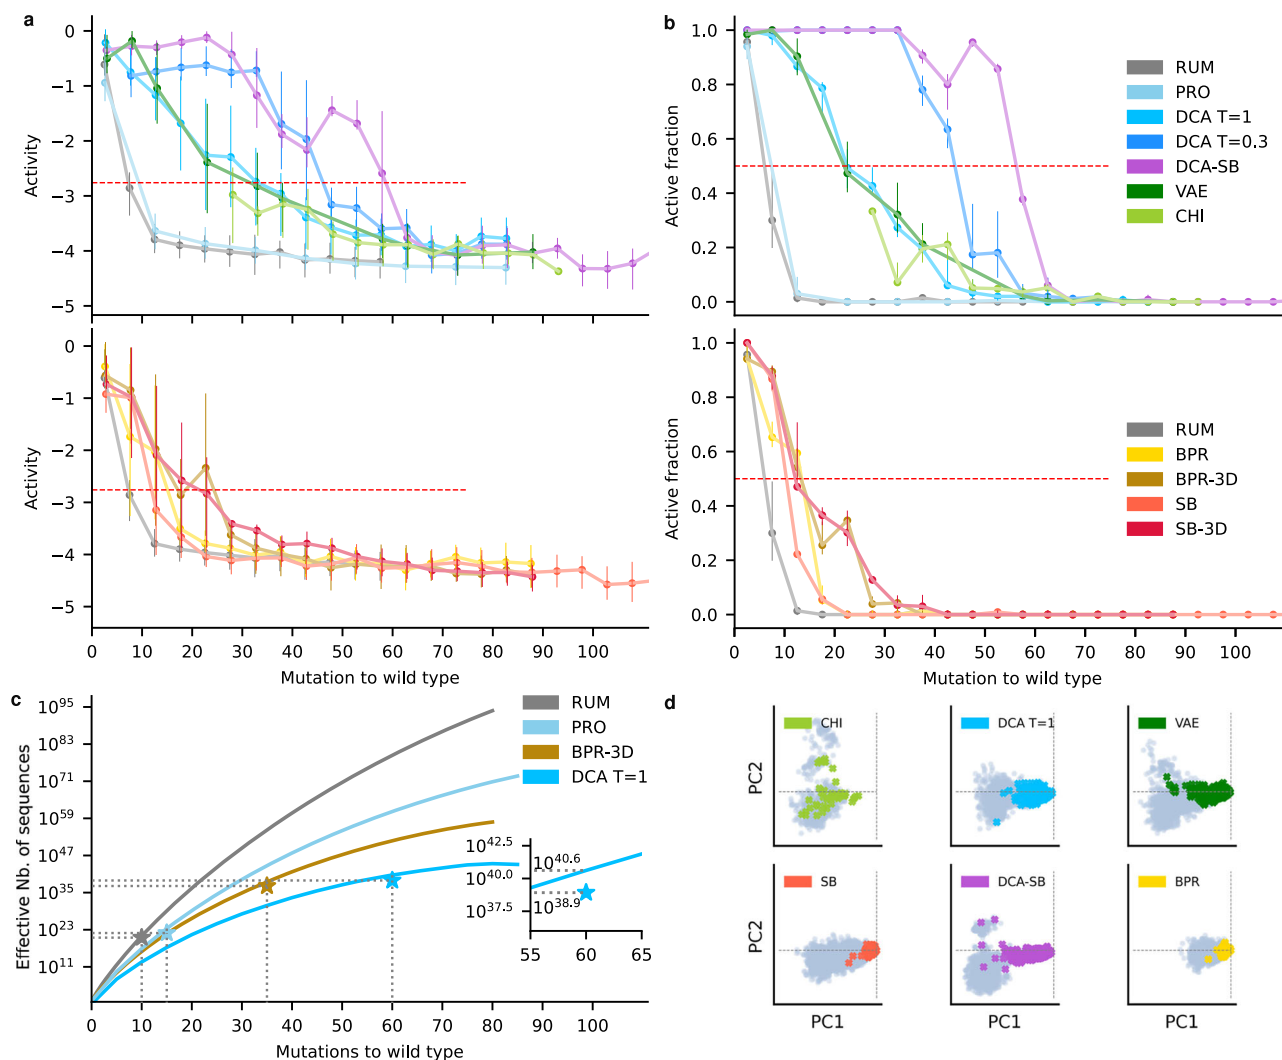 a
0
−1
−2
−3
−4
−5
Activity
0
−1
−2
−3
−4
−5
Activity
0 10 20 30 40 50 60 70 80 90 100
Mutation to wild type
b
1.0
0.8
0.6
0.4
0.2
0.0
Active fraction
RUM
PRO
DCA T=1
DCA T=0.3
DCA-SB
VAE
CHI
1.0
0.8
0.6
0.4
0.2
0.0
Active fraction
RUM
BPR
BPR-3D
SB
SB-3D
0 10 20 30 40 50 60 70 80 90 100
Mutation to wild type
c
10^95
10^83
10^71
10^59
10^47
10^35
10^23
10^11
Effective Nb. of sequences
RUM
PRO
BPR-3D
DCA T=1
10^42.5
10^40.0
10^37.5
10^40.6
10^38.9
55 60 65
0 10 20 30 40 50 60 70 80 90 100
Mutations to wild type
d
CHI
DCA T=1
VAE
PC2
SB
DCA-SB
BPR
PC2
PC1 PC1 PC1